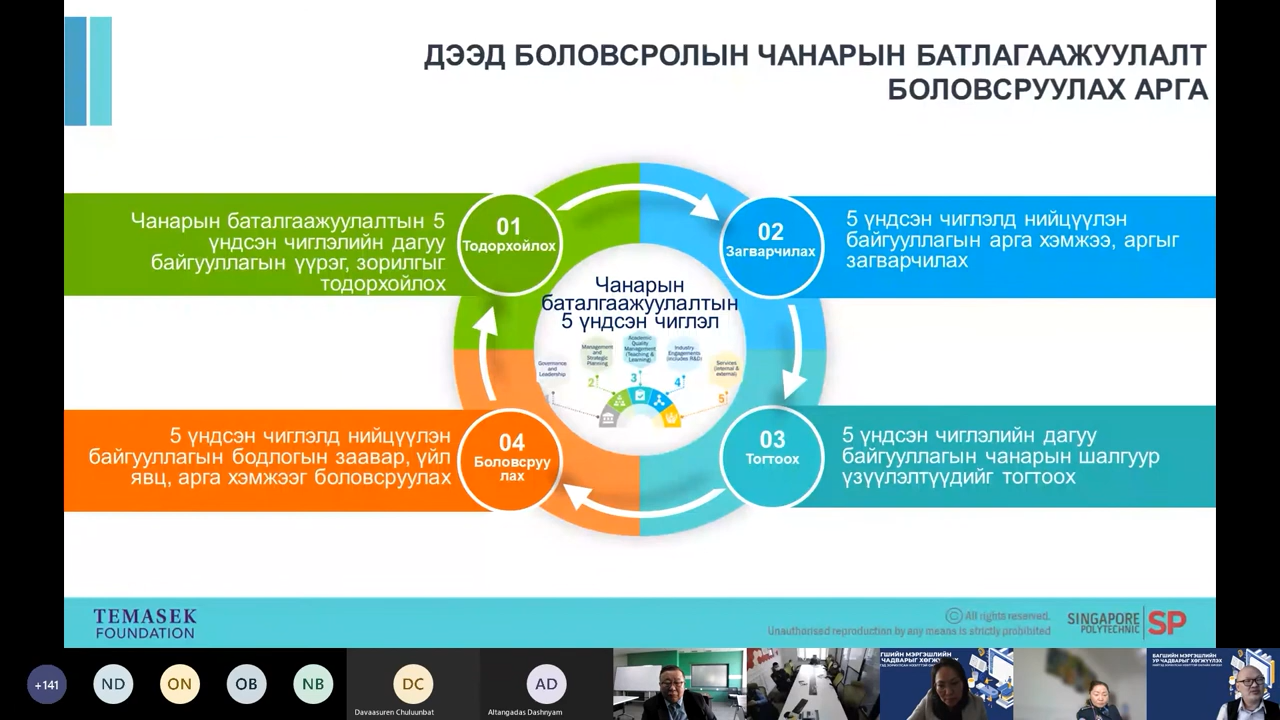 ДЭЭД БОЛОВСРОЛЫН ЧАНАРЫН БАТЛАГААЖУУЛАЛТ
БОЛОВСРУУЛАХ АРГА
Чанарын баталгаажуулалтын 5
үндсэн чиглэлийн дагуу
байгууллагын үүрэг, зорилгыг
тодорхойлох
01
Тодорхойлох
02
Загварчилах
5 үндсэн чиглэлд нийцүүлэн
байгууллагын арга хэмжээ, аргыг
загварчилах
Чанарын
баталгаажуулалтын
5 үндсэн чиглэл
Governance
and
Leadership
Management
and
Strategic
Planning
2
Academic
Quality
Management
(Teaching &
Learning)
3
Industry
Engagements
(includes R&D)
4
Services
(internal &
external)
5
5 үндсэн чиглэлд нийцүүлэн
байгууллагын бодлогын заавар, үйл
явц, арга хэмжээг боловсруулах
04
Боловсруу
лах
03
Тогтоох
5 үндсэн чиглэлийн дагуу
байгууллагын чанарын шалгуур
үзүүлэлтүүдийг тогтоох
TEMASEK
FOUNDATION
© All rights reserved.
Unauthorised reproduction by any means is strictly prohibited
SINGAPORE
POLYTECHNIC
SP
+141
ND
ON
OB
NB
DC
Davaasuren Chuluunbat
AD
Altangadas Dashnyam
БАГШИЙН МЭРГЭШЛИЙН
УР ЧАДВАРЫГ ХӨГЖҮҮЛЭХ